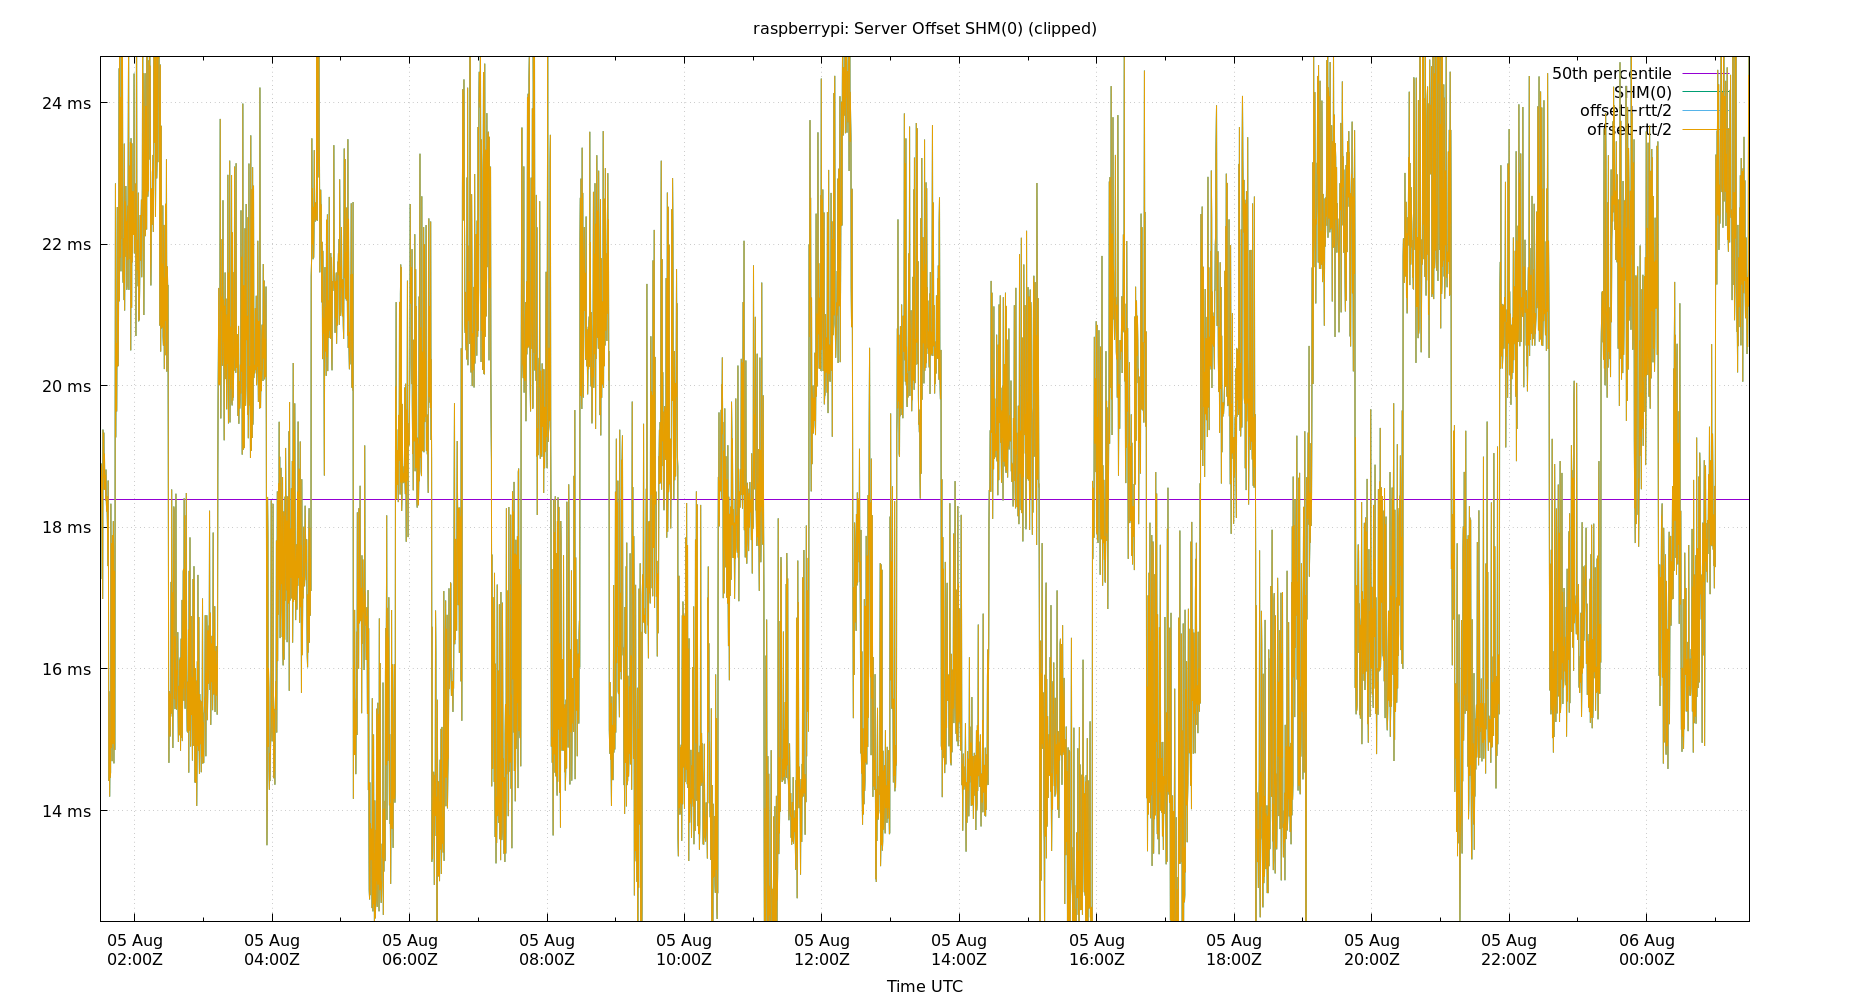 raspberrypi: Server Offset SHM(0) (clipped)
50th percentile
SHM(0)
offset+rtt/2
offset-rtt/2
24 ms
22 ms
20 ms
18 ms
16 ms
14 ms
05 Aug 05 Aug 05 Aug 05 Aug 05 Aug 05 Aug 05 Aug 05 Aug 05 Aug 05 Aug 05 Aug 06 Aug
02:00Z 04:00Z 06:00Z 08:00Z 10:00Z 12:00Z 14:00Z 16:00Z 18:00Z 20:00Z 22:00Z 00:00Z
Time UTC